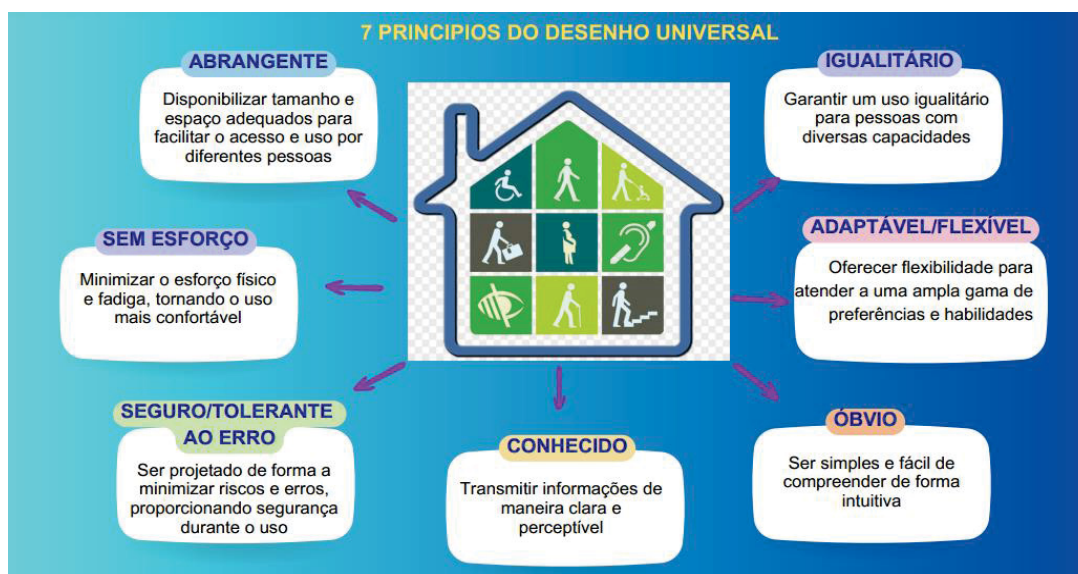 7 PRINCIPIOS DO DESENHO UNIVERSAL
ABRANGENTE
Disponibilizar tamanho e
espaço adequados para
facilitar o acesso e uso por
diferentes pessoas
IGUALITÁRIO
Garantir um uso igualitário
para pessoas com
diversas capacidades
SEM ESFORÇO
Minimizar o esforço físico
e fadiga, tornando o uso
mais confortável
ADAPTÁVEL/FLEXÍVEL
Oferecer flexibilidade para
atender a uma ampla gama de
preferências e habilidades
SEGURO/TOLERANTE
AO ERRO
Ser projetado de forma a
minimizar riscos e erros,
proporcionando segurança
durante o uso
CONHECIDO
Transmitir informações de
maneira clara e
perceptível
ÓBVIO
Ser simples e fácil de
compreender de forma
intuitiva